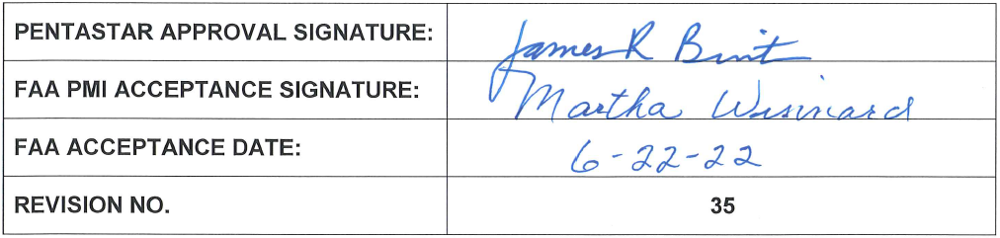 PENTASTAR APPROVAL SIGNATURE: James R
FAA PMI ACCEPTANCE SIGNATURE: Martha
FAA ACCEPTANCE DATE: 6-22-22
REVISION NO. 35